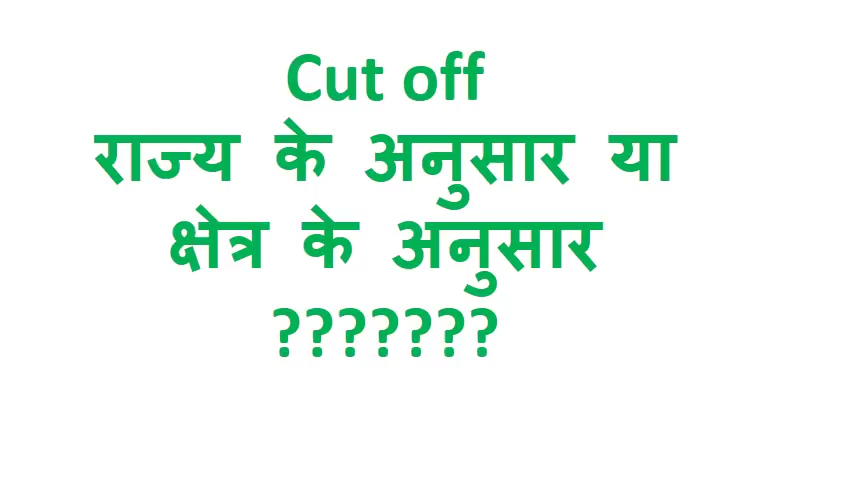 Cut off
राज्य के अनुसार या
क्षेत्र के अनुसार
???????